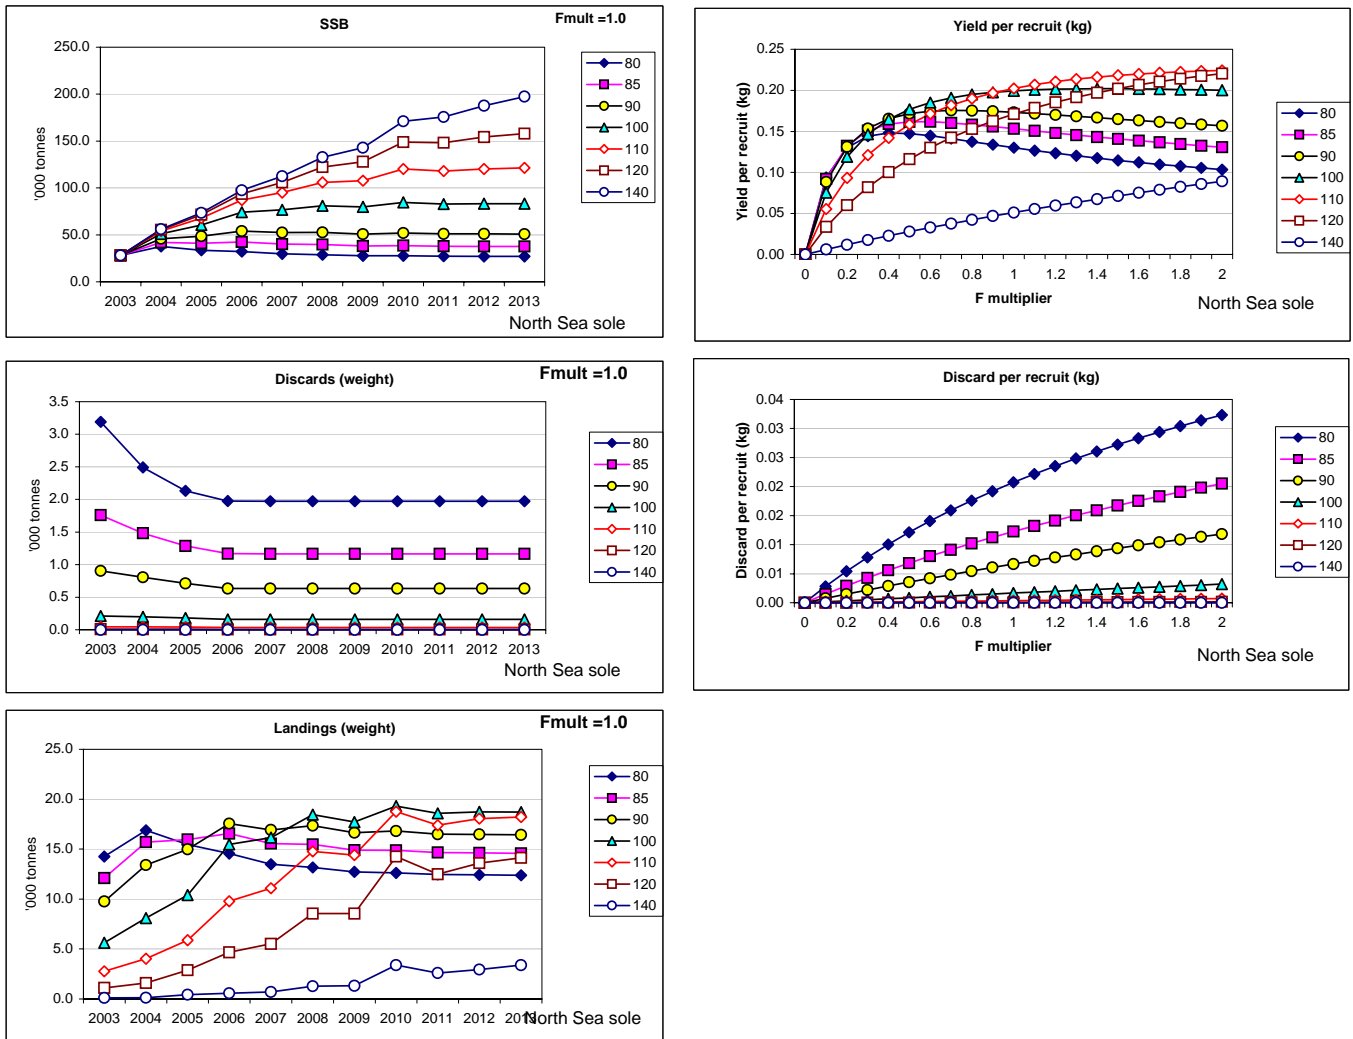 SSB
Fmult =1.0
250.0
200.0
150.0
100.0
50.0
0.0
'000 tonnes
2003 2004 2005 2006 2007 2008 2009 2010 2011 2012 2013
North Sea sole
80
85
90
100
110
120
140
Yield per recruit (kg)
0.25
0.20
0.15
0.10
0.05
0.00
Yield per recruit (kg)
0 0.2 0.4 0.6 0.8 1 1.2 1.4 1.6 1.8 2
F multiplier
North Sea sole
80
85
90
100
110
120
140
Discards (weight)
Fmult =1.0
3.5
3.0
2.5
2.0
1.5
1.0
0.5
0.0
'000 tonnes
2003 2004 2005 2006 2007 2008 2009 2010 2011 2012 2013
North Sea sole
80
85
90
100
110
120
140
Discard per recruit (kg)
0.04
0.03
0.03
0.02
0.02
0.01
0.01
0.00
Discard per recruit (kg)
0 0.2 0.4 0.6 0.8 1 1.2 1.4 1.6 1.8 2
F multiplier
North Sea sole
80
85
90
100
110
120
140
Landings (weight)
Fmult =1.0
25.0
20.0
15.0
10.0
5.0
0.0
'000 tonnes
2003 2004 2005 2006 2007 2008 2009 2010 2011 2012 2013
North Sea sole
80
85
90
100
110
120
140